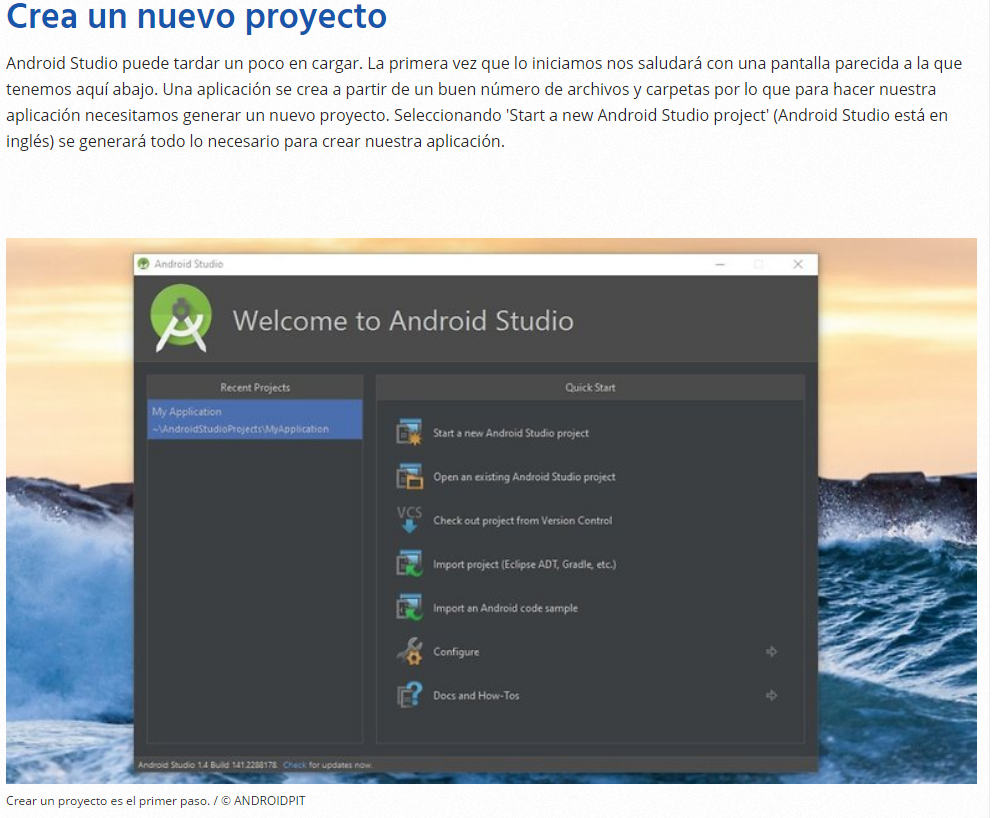 Crea un nuevo proyecto
Android Studio puede tardar un poco en cargar. La primera vez que lo iniciamos nos saludará con una pantalla parecida a la que
tenemos aquí abajo. Una aplicación se crea a partir de un buen número de archivos y carpetas por lo que para hacer nuestra
aplicación necesitamos generar un nuevo proyecto. Seleccionando 'Start a new Android Studio project' (Android Studio está en
inglés) se generará todo lo necesario para crear nuestra aplicación.
Android Studio
Welcome to Android Studio
Recent Projects
My Application
~\AndroidStudioProjects\MyApplication
Quick Start
Start a new Android Studio project
Open an existing Android Studio project
VCS
Check out project from Version Control
Import project (Eclipse ADT, Gradle, etc.)
Import an Android code sample
Configure
Docs and How-Tos
Android Studio 1.4 Build 141.2288178. Check for updates now.
Crear un proyecto es el primer paso. / © ANDROIDPIT